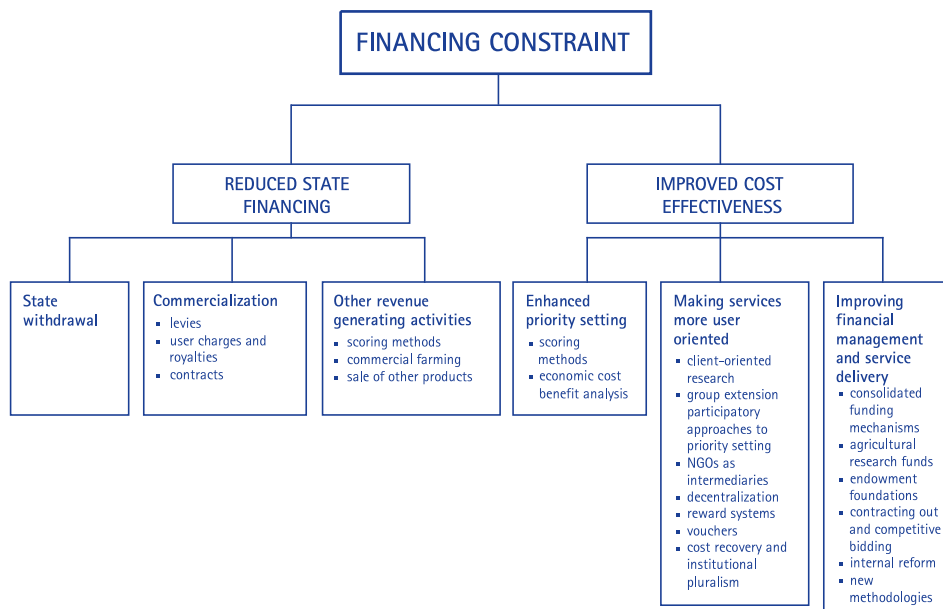 FINANCING CONSTRAINT
REDUCED STATE
FINANCING
IMPROVED COST
EFFECTIVENESS
State
withdrawal
Commercialization
▪ levies
▪ user charges and
royalties
▪ contracts
Other revenue
generating activities
▪ scoring methods
▪ commercial farming
▪ sale of other products
Enhanced
priority setting
▪ scoring
methods
▪ economic cost
benefit analysis
Making services
more user
oriented
▪ client-oriented
research
▪ group extension
participatory
approaches to
priority setting
▪ NGOs as
intermediaries
▪ decentralization
▪ reward systems
▪ vouchers
▪ cost recovery and
institutional
pluralism
Improving
financial
management
and service
delivery
▪ consolidated
funding
mechanisms
▪ agricultural
research funds
▪ endowment
foundations
▪ contracting out
and competitive
bidding
▪ internal reform
▪ new
methodologies